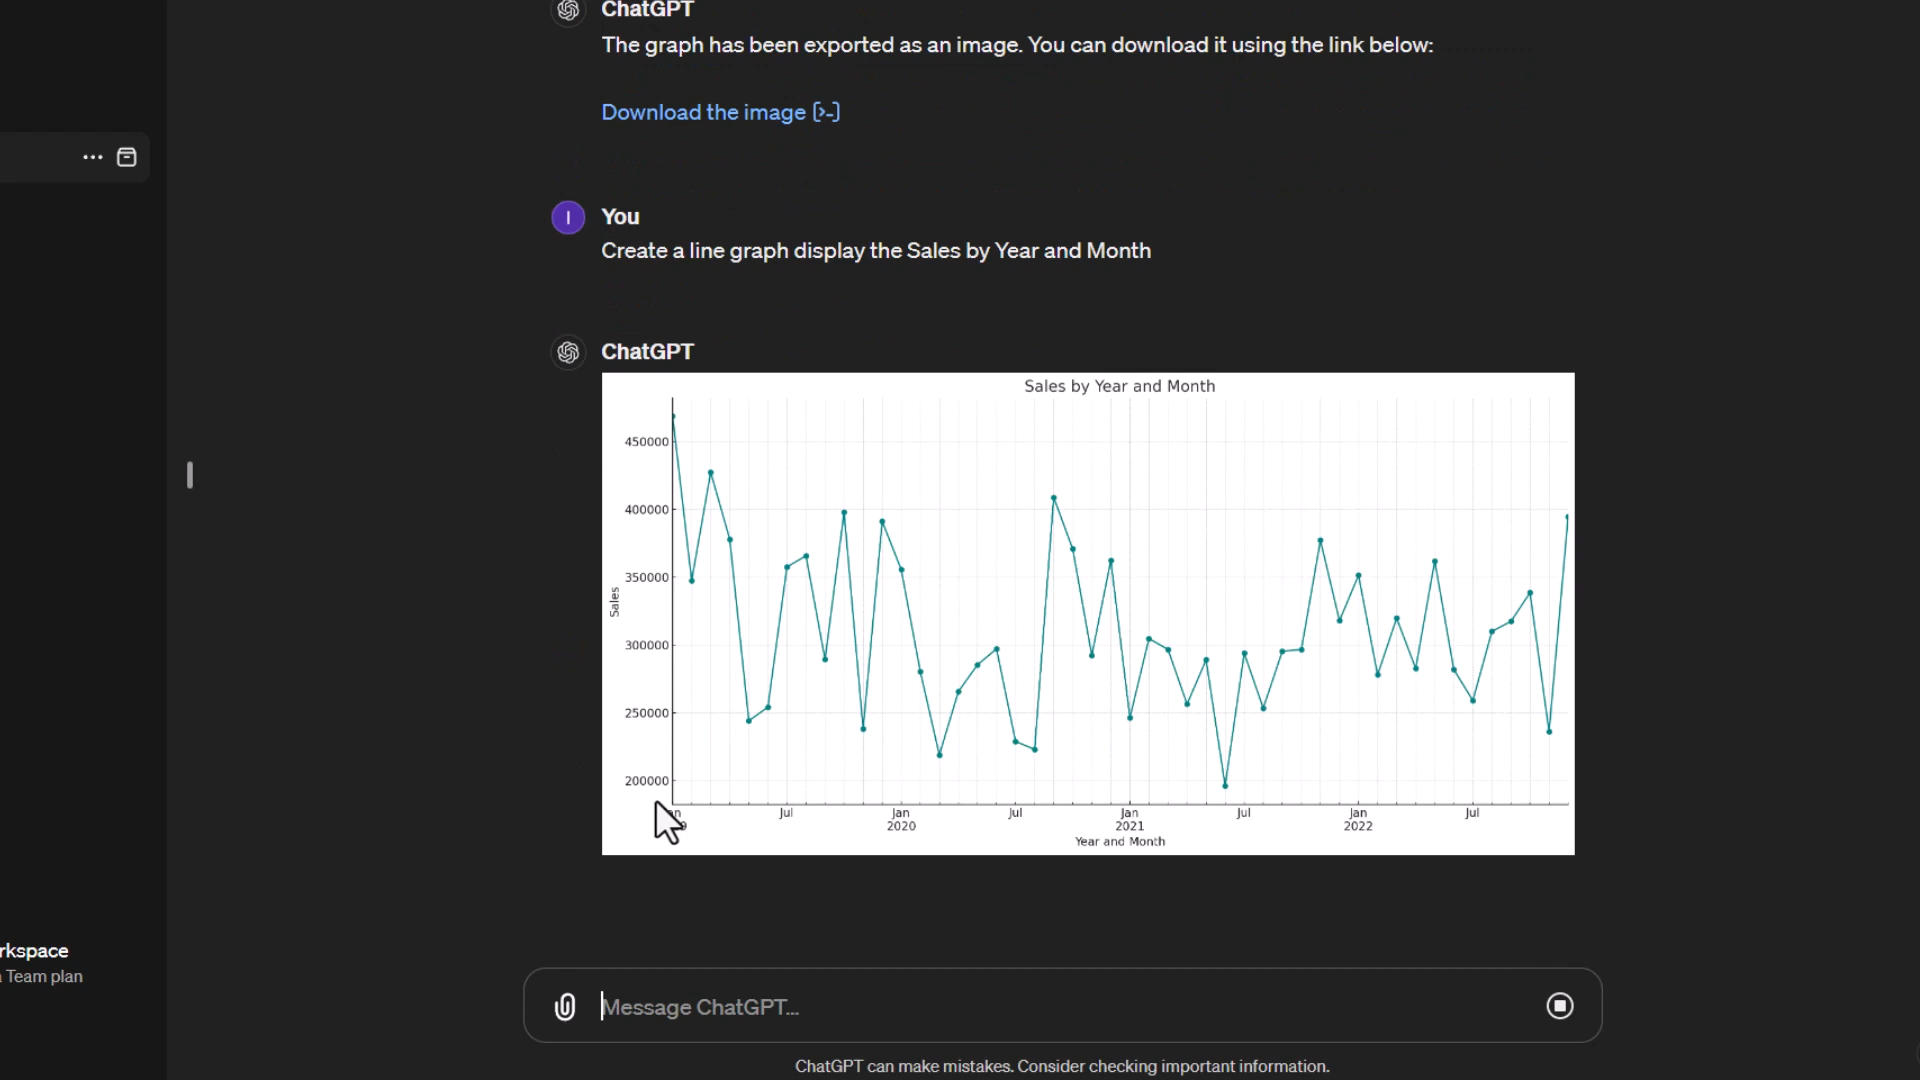 ChatGPT
The graph has been exported as an image. You can download it using the link below:
Download the image [>-]
I
You
Create a line graph display the Sales by Year and Month
ChatGPT
Sales by Year and Month
450000
400000
350000
300000
250000
200000
Sales
Jul
Jan
2020
Jul
Jan
2021
Jul
Jan
2022
Jul
Year and Month
rkspace
Team plan
Message ChatGPT...
ChatGPT can make mistakes. Consider checking important information.